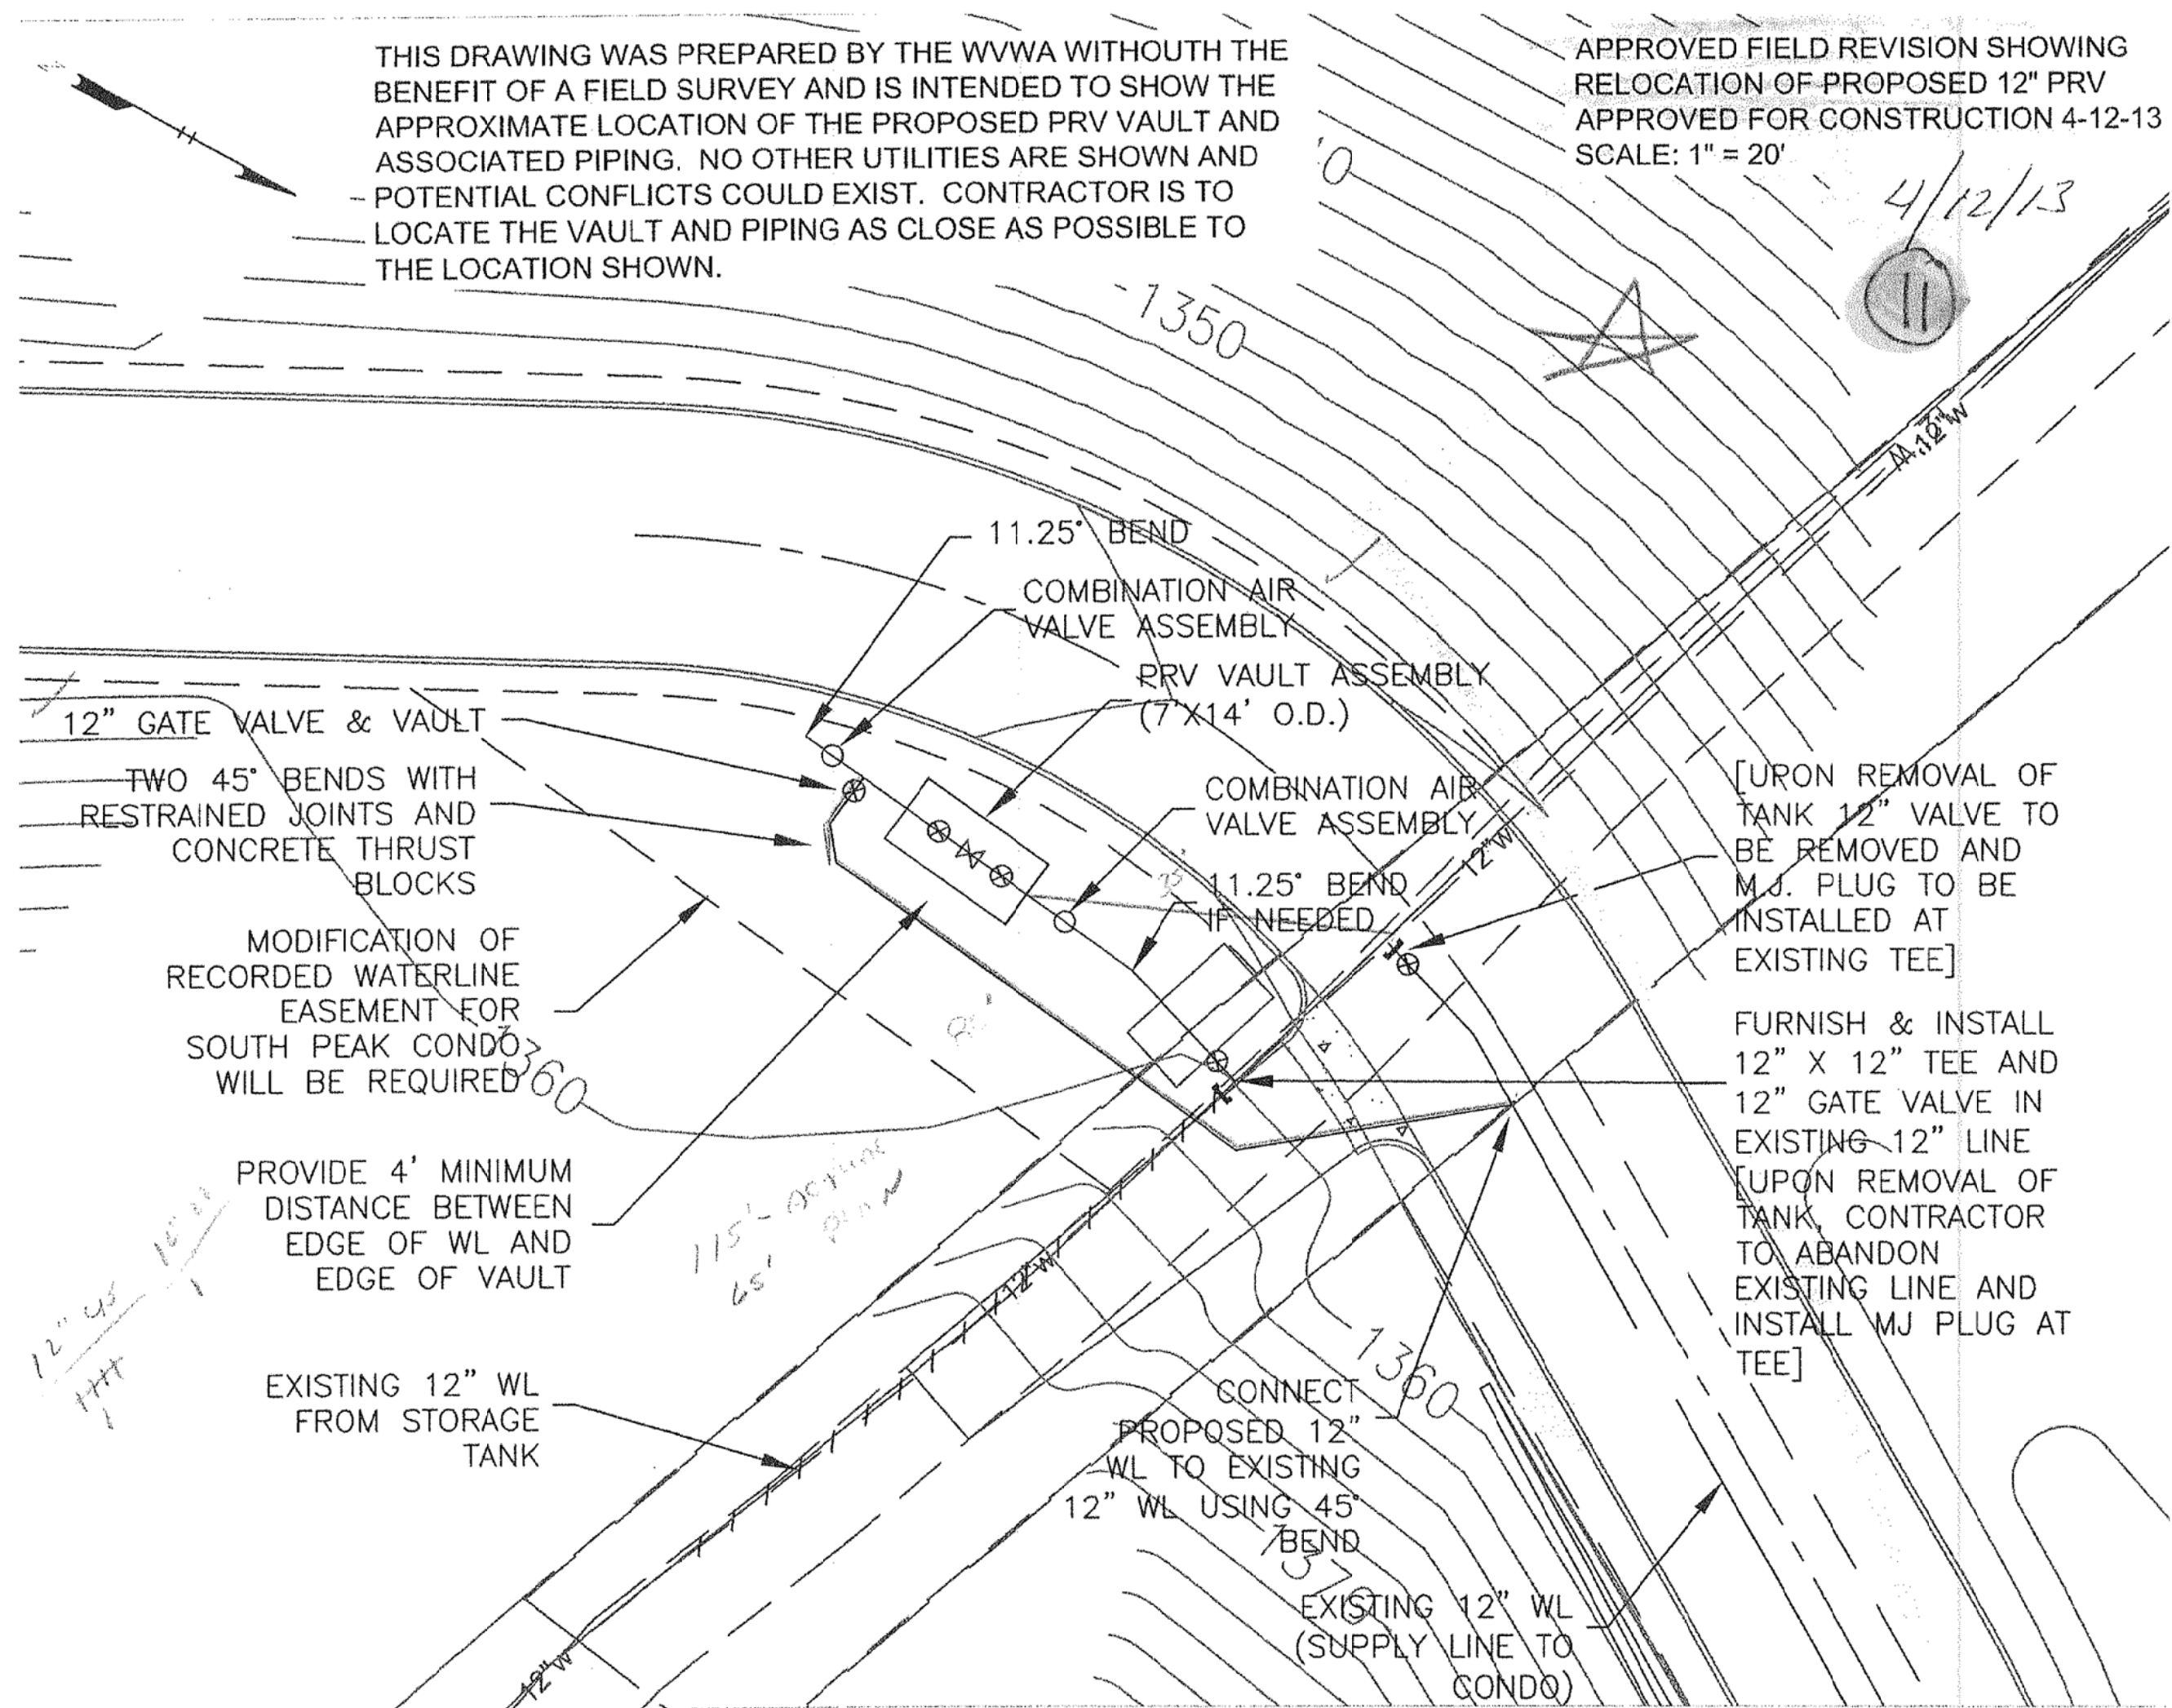 THIS DRAWING WAS PREPARED BY THE WVWA WITHOUTH THE
BENEFIT OF A FIELD SURVEY AND IS INTENDED TO SHOW THE
APPROXIMATE LOCATION OF THE PROPOSED PRV VAULT AND
ASSOCIATED PIPING. NO OTHER UTILITIES ARE SHOWN AND
POTENTIAL CONFLICTS COULD EXIST. CONTRACTOR IS TO
LOCATE THE VAULT AND PIPING AS CLOSE AS POSSIBLE TO
THE LOCATION SHOWN.
APPROVED FIELD REVISION SHOWING
RELOCATION OF PROPOSED 12" PRV
APPROVED FOR CONSTRUCTION 4-12-13
SCALE: 1" = 20'
4/12/13
11
1350
12"W
11.25° BEND
COMBINATION AIR
VALVE ASSEMBLY
PRV VAULT ASSEMBLY
(7'X14' O.D.)
12" GATE VALVE & VAULT
TWO 45° BENDS WITH
RESTRAINED JOINTS AND
CONCRETE THRUST
BLOCKS
COMBINATION AIR
VALVE ASSEMBLY
12"W
11.25° BEND
IF NEEDED
[UPON REMOVAL OF
TANK 12" VALVE TO
BE REMOVED AND
M.J. PLUG TO BE
INSTALLED AT
EXISTING TEE]
MODIFICATION OF
RECORDED WATERLINE
EASEMENT FOR
SOUTH PEAK CONDO
WILL BE REQUIRED
1360
FURNISH & INSTALL
12" X 12" TEE AND
12" GATE VALVE IN
EXISTING 12" LINE
[UPON REMOVAL OF
TANK, CONTRACTOR
TO ABANDON
EXISTING LINE AND
INSTALL MJ PLUG AT
TEE]
PROVIDE 4' MINIMUM
DISTANCE BETWEEN
EDGE OF WL AND
EDGE OF VAULT
115'-
65'
12" 45
12"W
EXISTING 12" WL
FROM STORAGE
TANK
1360
CONNECT
PROPOSED 12"
WL TO EXISTING
12" WL USING 45°
BEND
1370
EXISTING 12" WL
(SUPPLY LINE TO
CONDO)
12"W